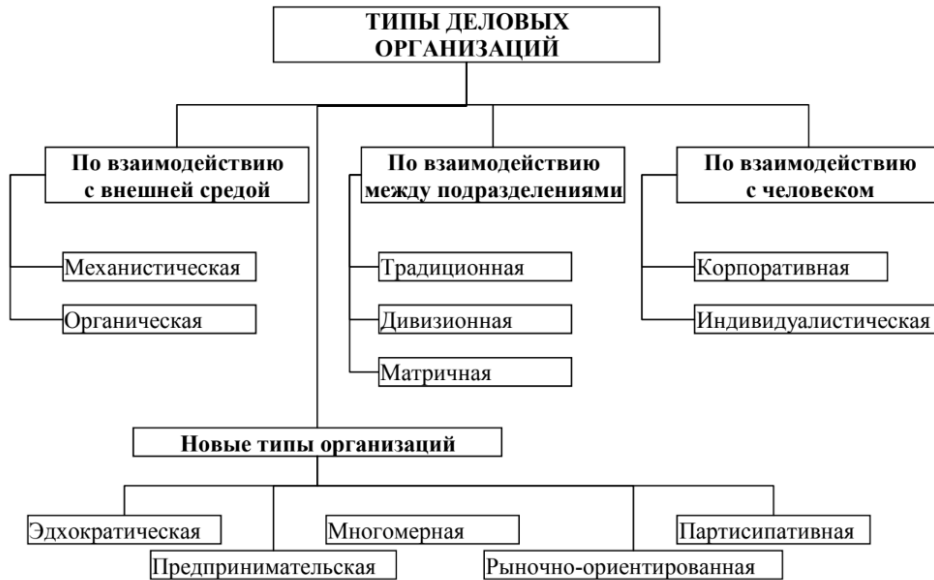 ТИПЫ ДЕЛОВЫХ
ОРГАНИЗАЦИЙ
По взаимодействию
с внешней средой
По взаимодействию
между подразделениями
По взаимодействию
с человеком
Механистическая
Традиционная
Корпоративная
Органическая
Дивизионная
Индивидуалистическая
Матричная
Новые типы организаций
Эдхократическая
Многомерная
Партисипативная
Предпринимательская
Рыночно-ориентированная